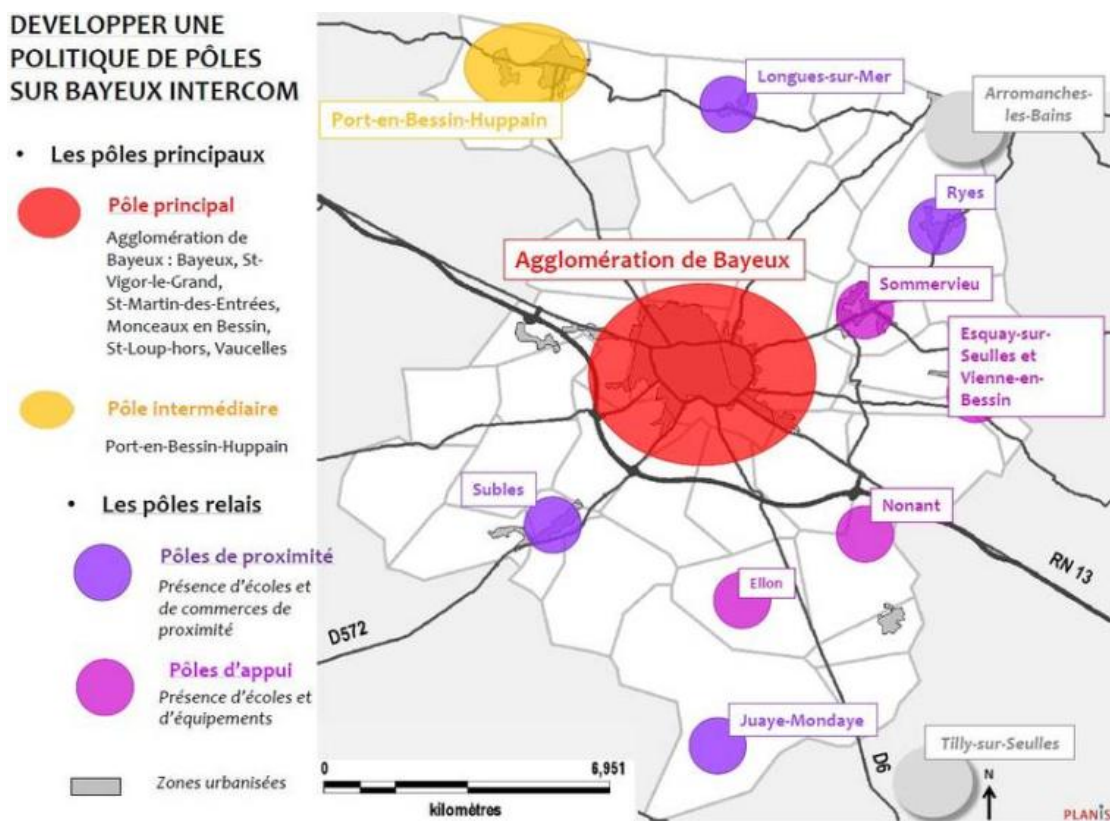 DEVELOPPER UNE
POLITIQUE DE PÔLES
SUR BAYEUX INTERCOM
• Les pôles principaux
Pôle principal
Agglomération de
Bayeux : Bayeux, St-
Vigor-le-Grand,
St-Martin-des-Entrées,
Monceaux en Bessin,
St-Loup-hors, Vaucelles
Pôle intermédiaire
Port-en-Bessin-Huppain
• Les pôles relais
Pôles de proximité
Présence d'écoles et
de commerces de
proximité
Pôles d'appui
Présence d'écoles et
d'équipements
Zones urbanisées
Longues-sur-Mer
Port-en-Bessin-Huppain
Arromanches-
les-Bains
Ryes
Agglomération de Bayeux
Sommervieu
Esquay-sur-
Seulles et
Vienne-en-
Bessin
Subles
Nonant
RN 13
Ellon
D572
Juaye-Mondaye
D6
Tilly-sur-Seulles
0 6,951
kilomètres
N
PLANIS